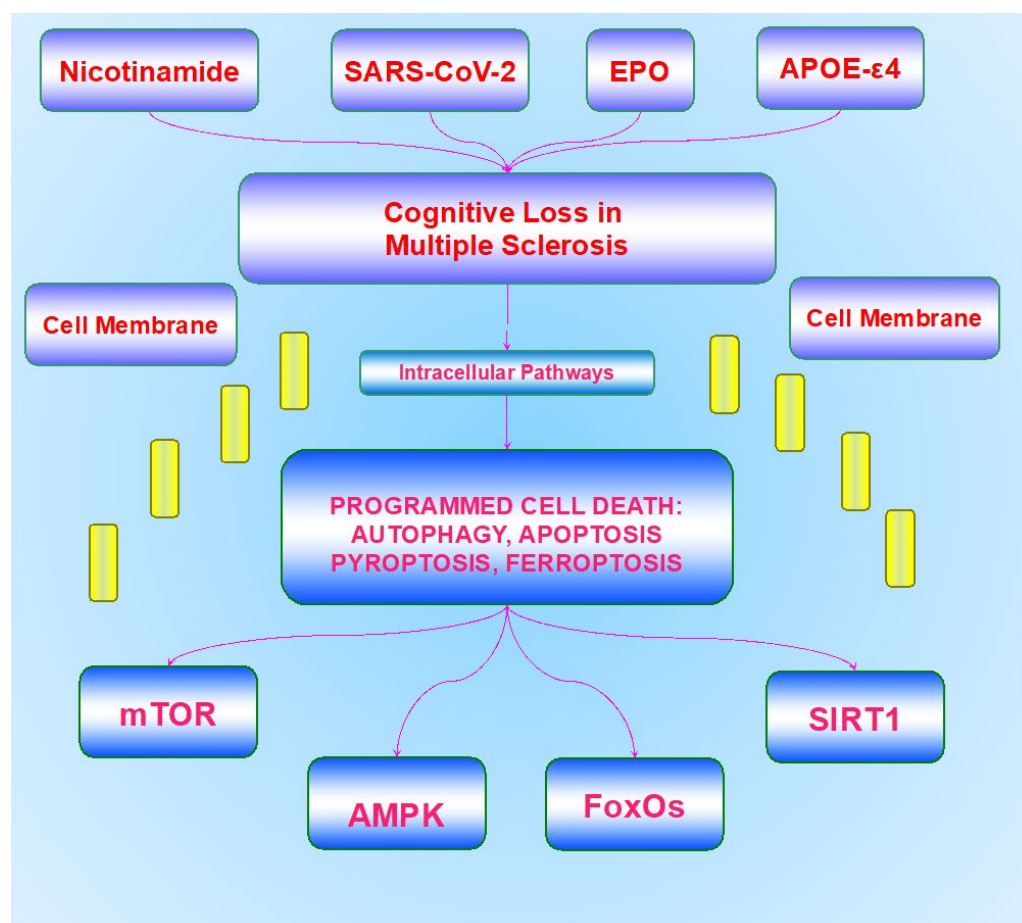 Nicotinamide
SARS-CoV-2
EPO
APOE-ε4
Cognitive Loss in
Multiple Sclerosis
Cell Membrane
Cell Membrane
Intracellular Pathways
PROGRAMMED CELL DEATH:
AUTOPHAGY, APOPTOSIS
PYROPTOSIS, FERROPTOSIS
mTOR
SIRT1
AMPK
FoxOs